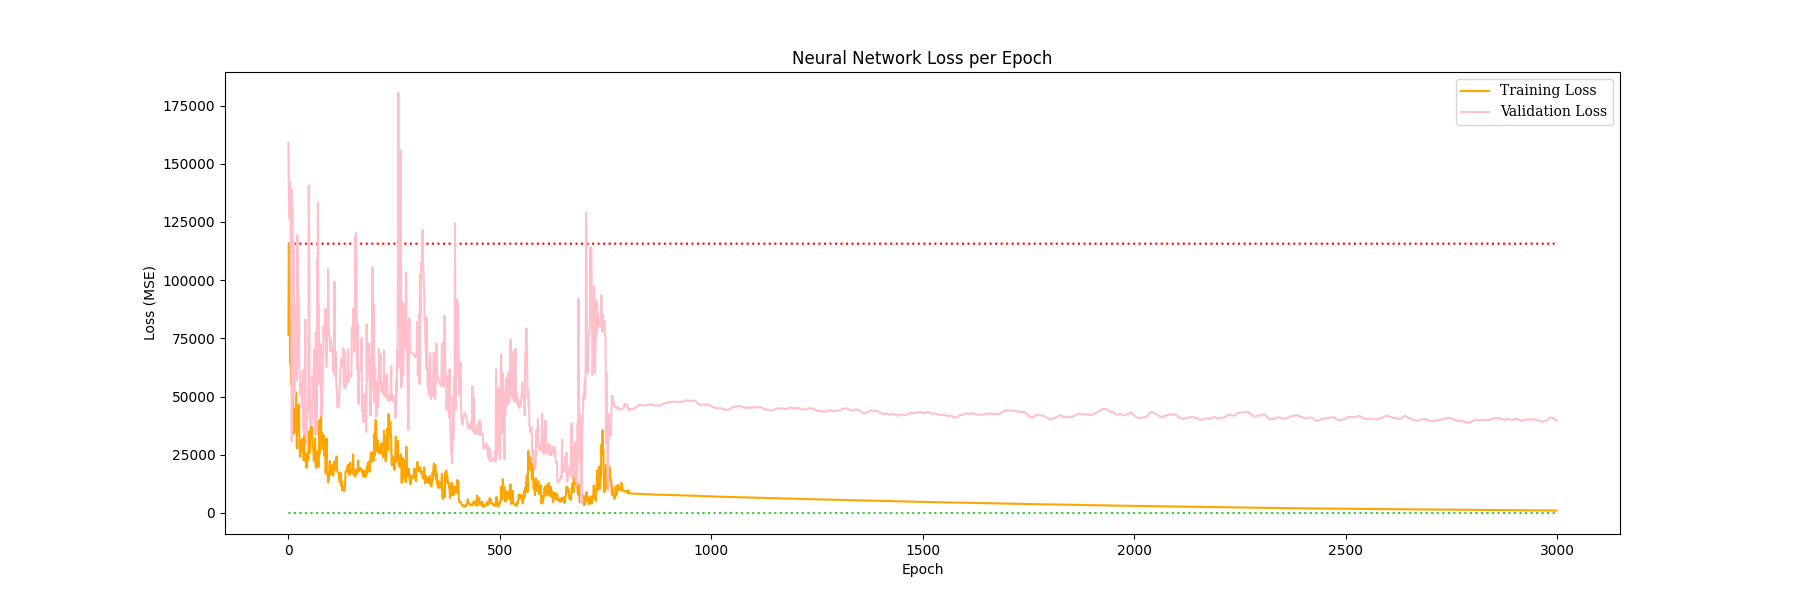 Neural Network Loss per Epoch
Training Loss
Validation Loss
175000
150000
125000
100000
75000
50000
25000
0
Loss (MSE)
0 500 1000 1500 2000 2500 3000
Epoch